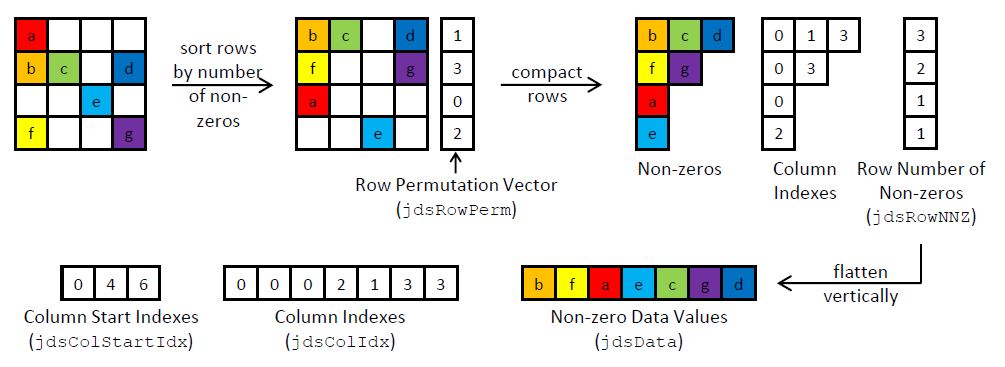 a
b c d
e
f g
sort rows
by number
of non-
zeros
b c d
f g
a
e
1
3
0
2
Row Permutation Vector
(jdsRowPerm)
compact
rows
b c d
f g
a
e
Non-zeros
0 1 3
0 3
0
2
Column
Indexes
3
2
1
1
Row Number of
Non-zeros
(jdsRowNNZ)
flatten
vertically
0 4 6
Column Start Indexes
(jdsColStartIdx)
0 0 0 2 1 3 3
Column Indexes
(jdsColIdx)
b f a e c g d
Non-zero Data Values
(jdsData)